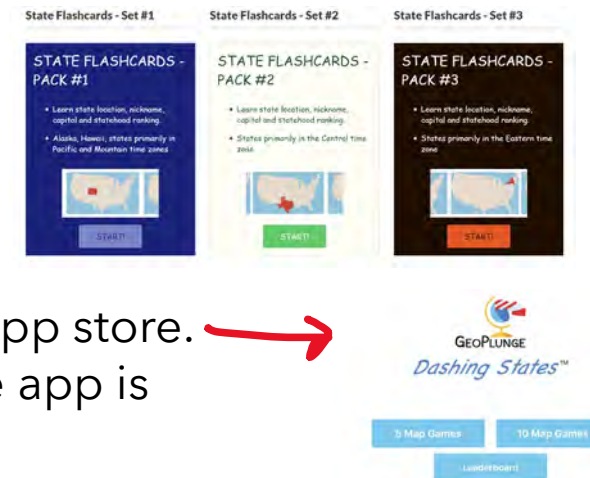 State Flashcards - Set #1
State Flashcards - Set #2
State Flashcards - Set #3
STATE FLASHCARDS -
PACK #1
• Learn state location, nickname,
capital and statehood ranking.
• Alaska, Hawaii, states primarily in
Pacific and Mountain time zones
START!
STATE FLASHCARDS -
PACK #2
• Learn state location, nickname,
capital and statehood ranking.
• States primarily in the Central time
zone
START!
STATE FLASHCARDS -
PACK #3
• Learn state location, nickname,
capital and statehood ranking.
• States primarily in the Eastern time
zone
START!
pp store.
e app is
GEOPLUNGE
Dashing States™
5 Map Games
10 Map Games
Leaderboard